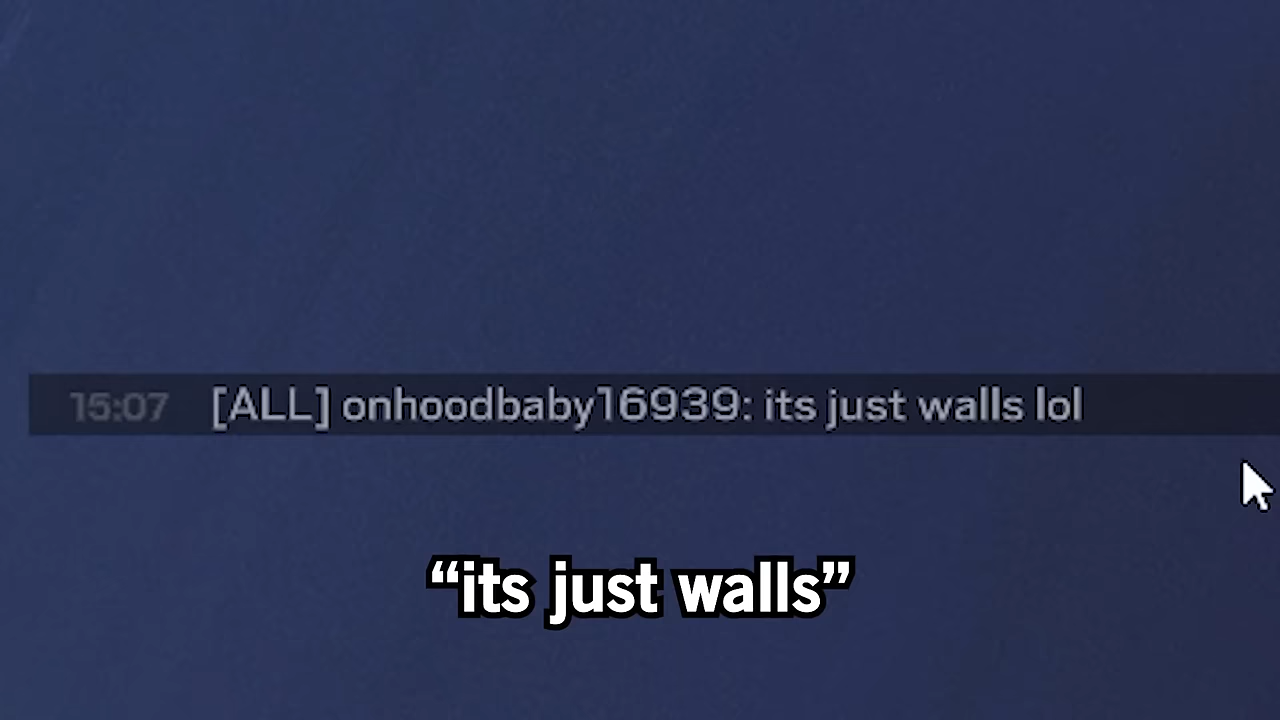 15:07 [ALL] onhoodbaby16939: its just walls lol
“its just walls”